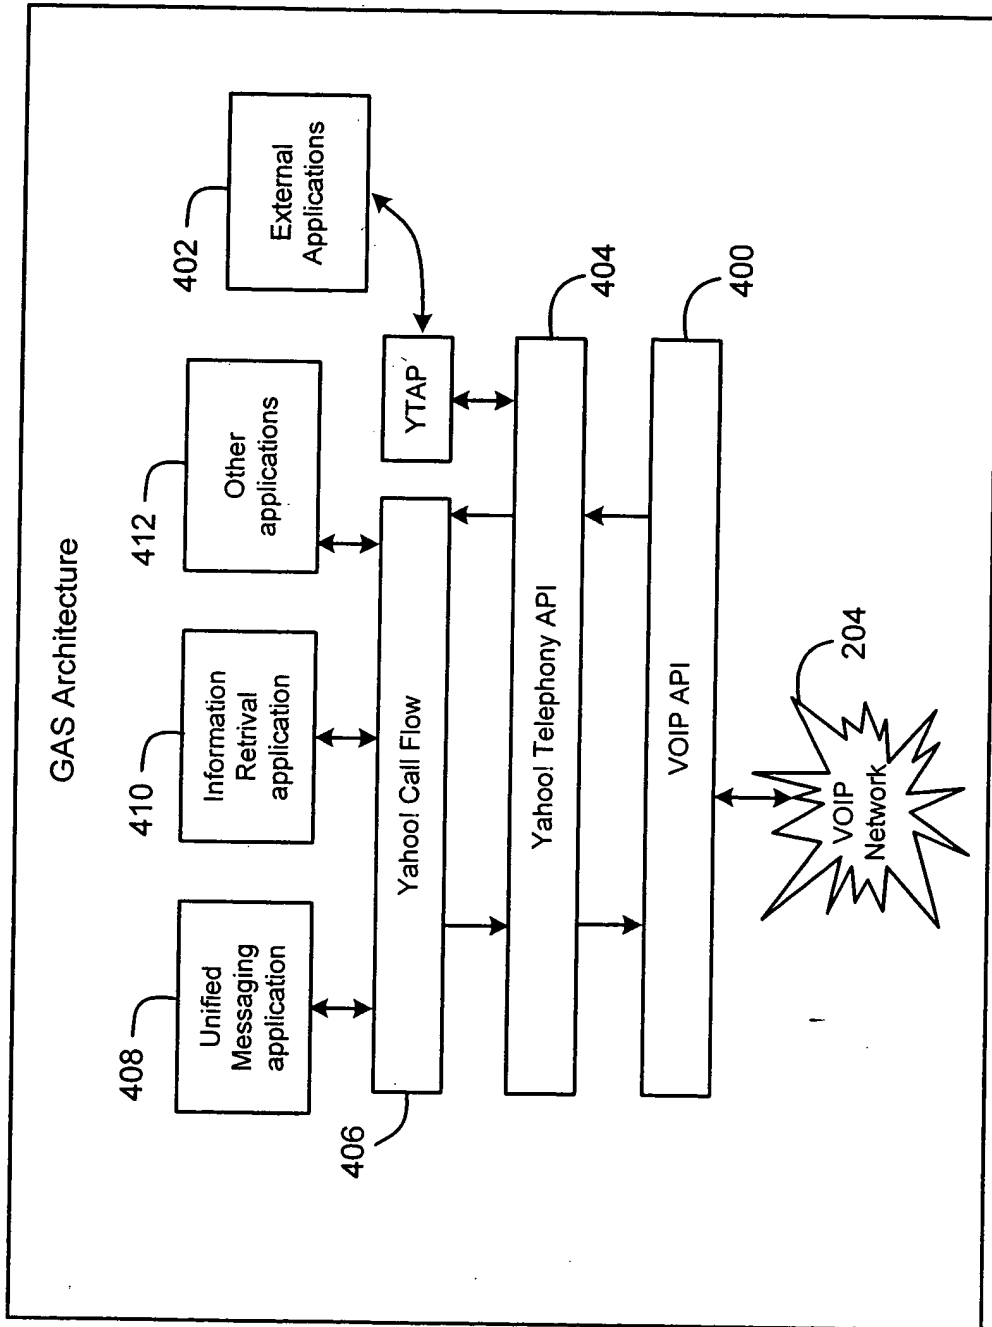 GAS Architecture
408
Unified
Messaging
application
410
Information
Retrival
application
412
Other
applications
402
External
Applications
406
Yahoo! Call Flow
YTAP
Yahoo! Telephony API
404
VOIP API
400
VOIP
Network
204